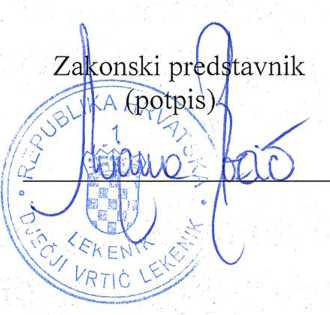 Zakonski predstavnik
(potpis)
REPUBLIKA HRVATSKA
1
LEKENIK
DJEČJI VRTIĆ LEKENIK